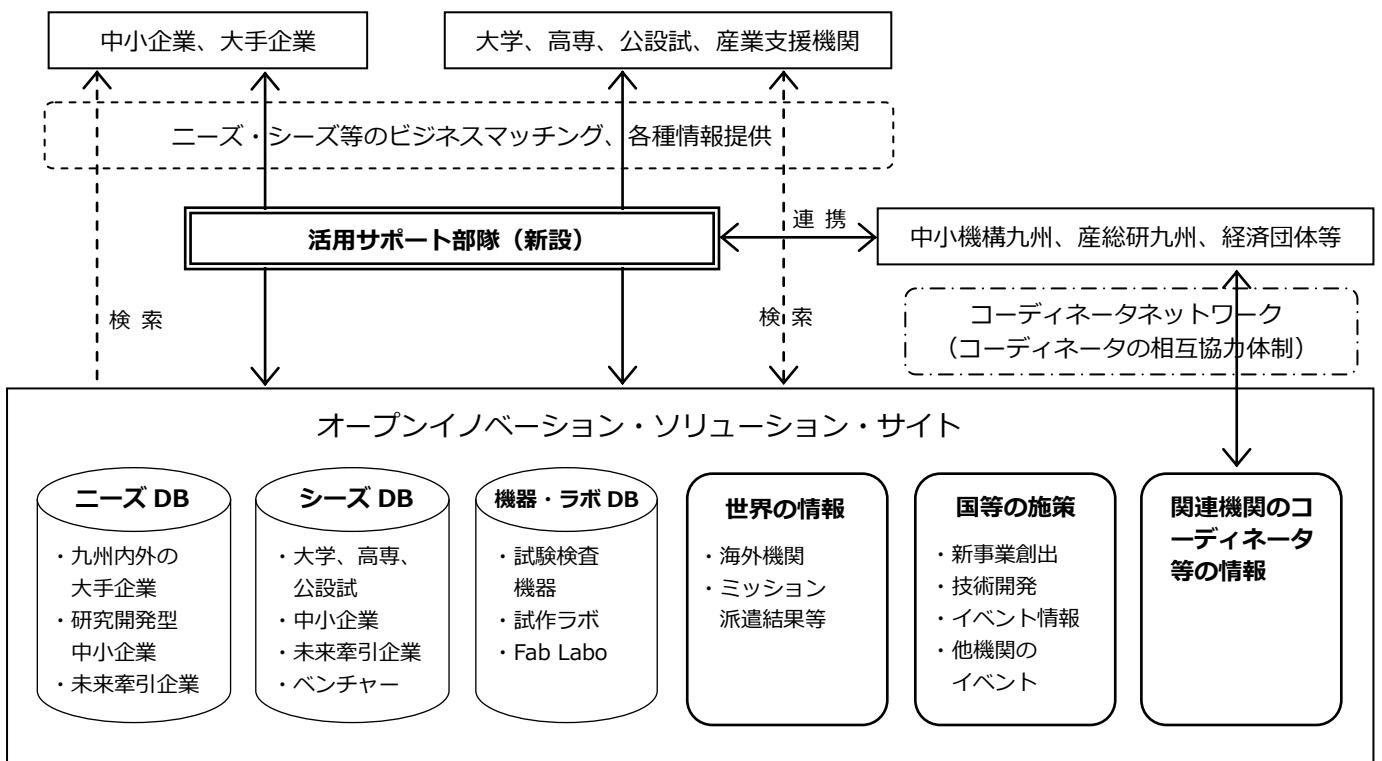 中小企業、大手企業
大学、高専、公設試、産業支援機関
ニーズ・シーズ等のビジネスマッチング、各種情報提供
活用サポート部隊（新設）
連 携
中小機構九州、産総研九州、経済団体等
検 索
検 索
コーディネータネットワーク
（コーディネータの相互協力体制）
オープンイノベーション・ソリューション・サイト
ニーズ DB
・九州内外の
大手企業
・研究開発型
中小企業
・未来牽引企業
シーズ DB
・大学、高専、
公設試
・中小企業
・未来牽引企業
・ベンチャー
機器・ラボ DB
・試験検査
機器
・試作ラボ
・Fab Labo
世界の情報
・海外機関
・ミッション
派遣結果等
国等の施策
・新事業創出
・技術開発
・イベント情報
・他機関の
イベント
関連機関のコ
ーディネータ
等の情報